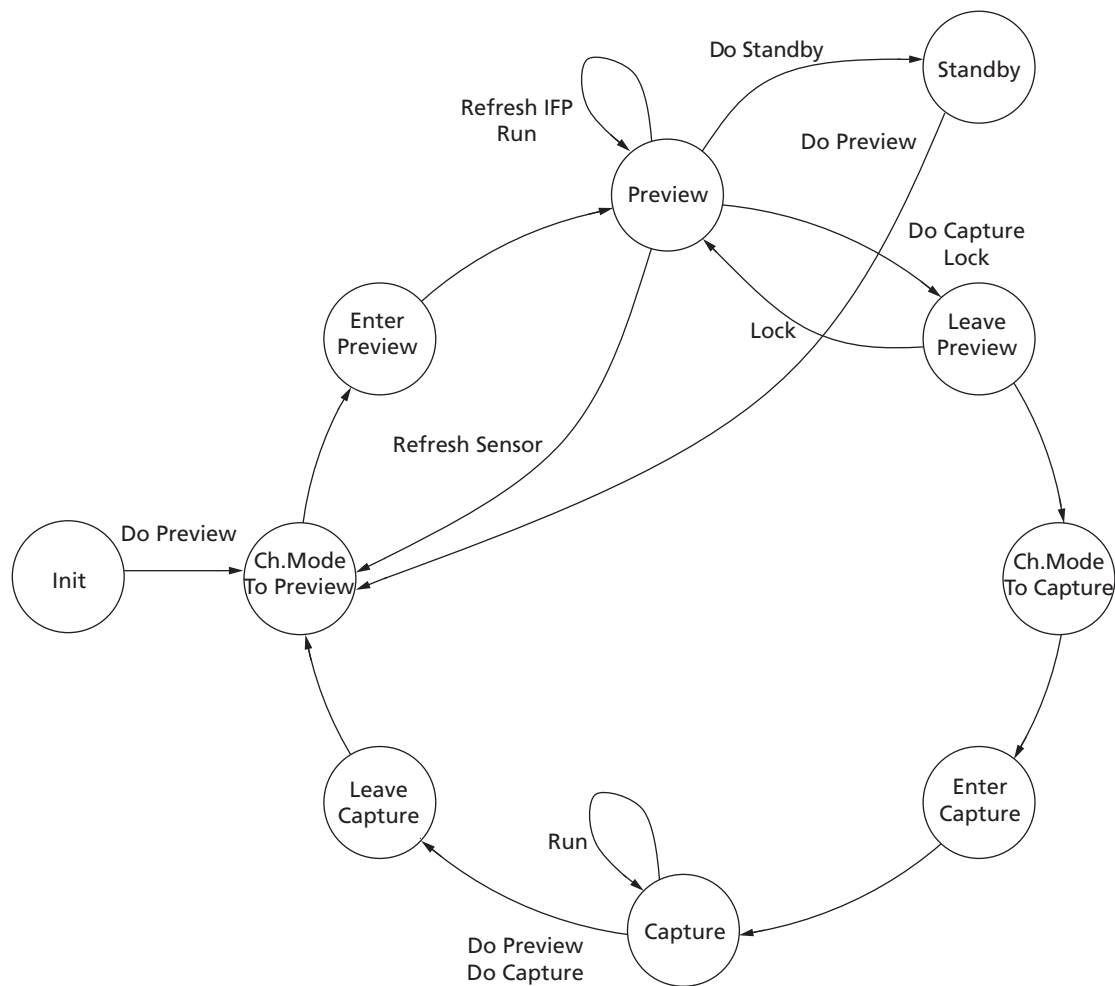 Do Standby
Standby
Refresh IFP
Run
Do Preview
Preview
Do Capture
Lock
Enter
Preview
Lock
Leave
Preview
Refresh Sensor
Do Preview
Init
Ch.Mode
To Preview
Ch.Mode
To Capture
Leave
Capture
Enter
Capture
Run
Capture
Do Preview
Do Capture